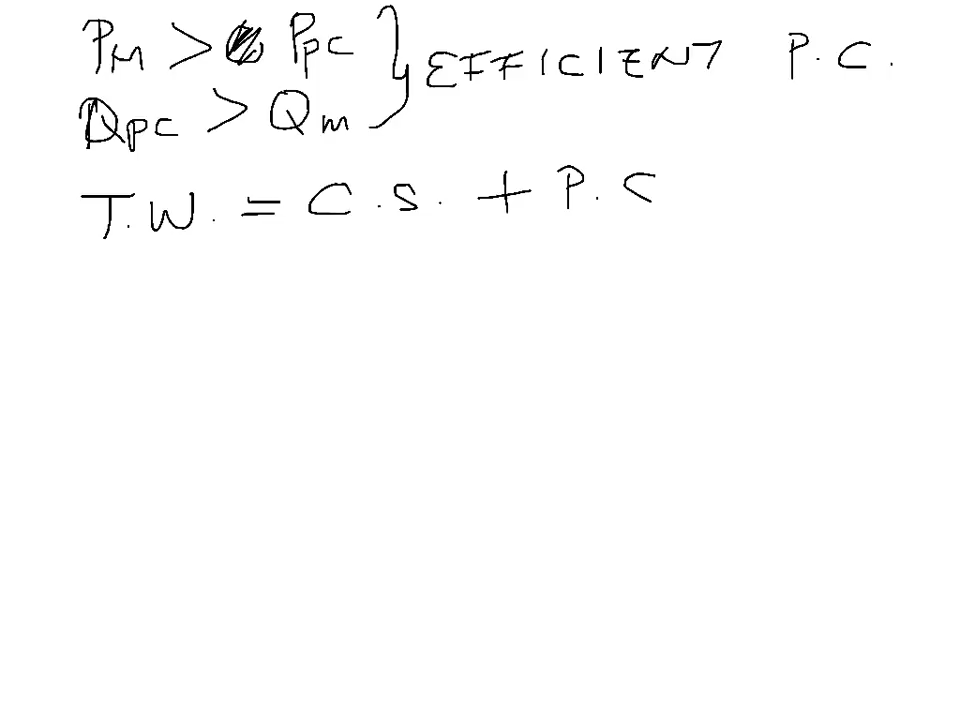 PM > PPC } EFFICIENT P.C.
QPC > Qm
T.W. = C.S. + P.C